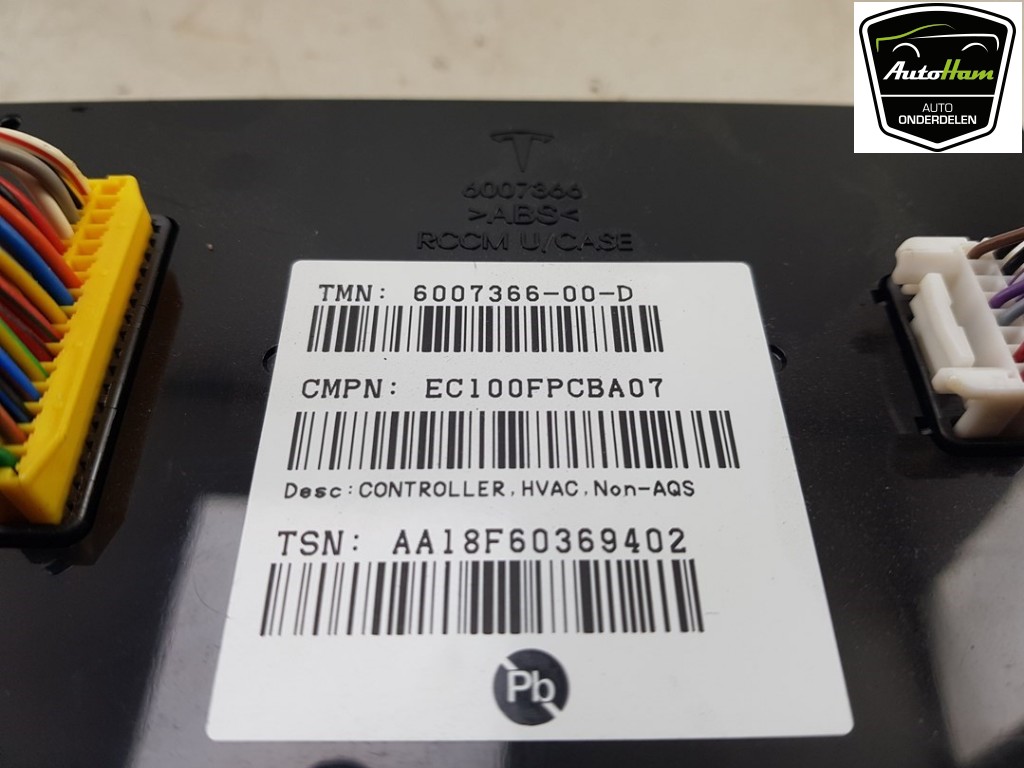 AutoHam
AUTO
ONDERDELEN
6007366
>ABS<
RCCM U/CASE
TMN: 6007366-00-D
CMPN: EC100FPCBA07
Desc:CONTROLLER,HVAC,Non-AQS
TSN: AA18F60369402
Pb